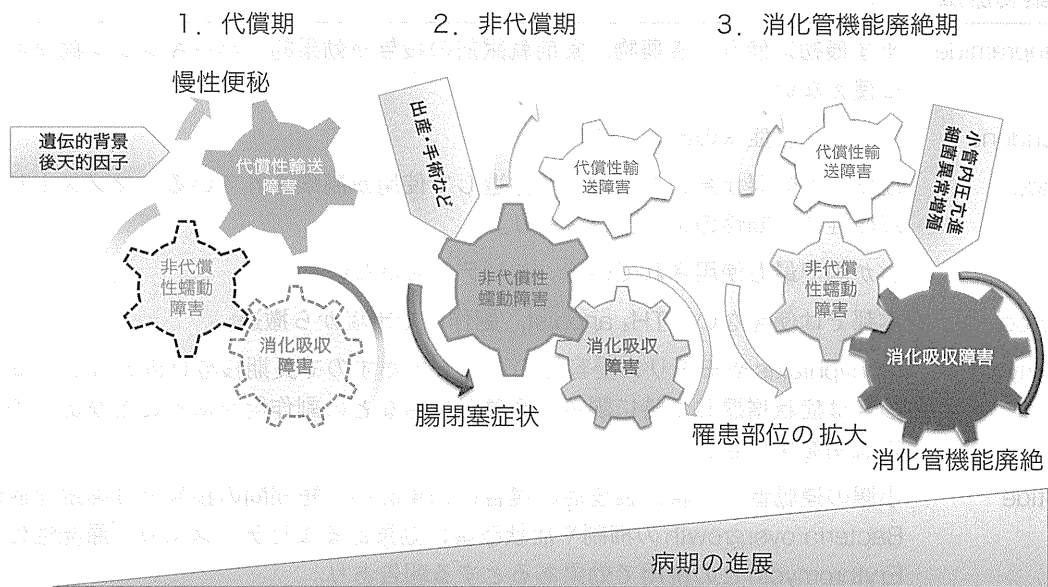 1. 代償期
慢性便秘
遺伝的背景
後天的因子
代償性輸送
障害
非代償
性蠕動
障害
消化吸収
障害
2. 非代償期
出産・手術など
代償性輸
送障害
非代償性
蠕動障害
消化吸収
障害
腸閉塞症状
3. 消化管機能廃絶期
小管内圧亢進
細菌異常増殖
代償性輸
送障害
非代償
性蠕動
障害
消化吸収障害
罹患部位の 拡大
消化管機能廃絶
病期の進展